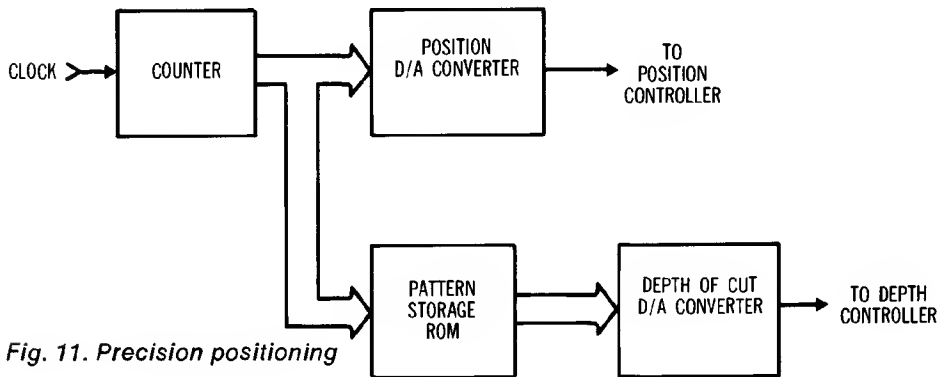 CLOCK
COUNTER
POSITION
D/A CONVERTER
TO
POSITION
CONTROLLER
PATTERN
STORAGE
ROM
DEPTH OF CUT
D/A CONVERTER
TO DEPTH
CONTROLLER
Fig. 11. Precision positioning